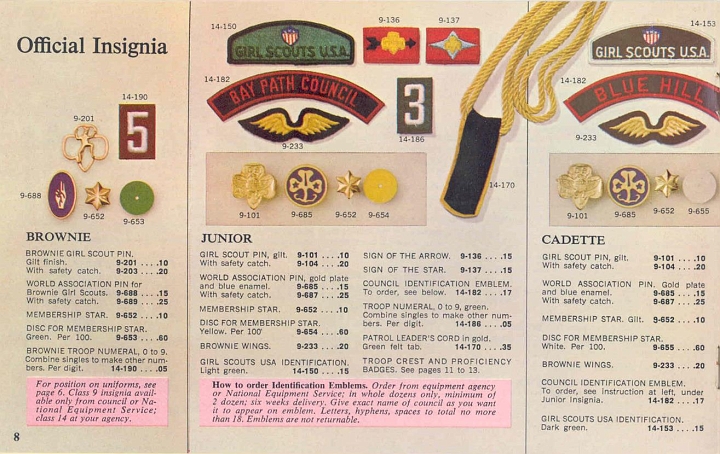 Official Insignia
14-190
9-201
5
9-688
9-652
9-653
BROWNIE
BROWNIE GIRL SCOUT PIN.
Gilt finish. 9-201 .... .10
With safety catch. 9-203 .... .20
WORLD ASSOCIATION PIN for
Brownie Girl Scouts. 9-688 .... .15
With safety catch. 9-689 .... .25
MEMBERSHIP STAR. 9-652 .... .10
DISC FOR MEMBERSHIP STAR.
Green. Per 100. 9-653 .... .60
BROWNIE TROOP NUMERAL, 0 to 9.
Combine singles to make other num-
bers. Per digit. 14-190 .... .05
For position on uniforms, see
page 6. Class 9 insignia avail-
able only from council or Na-
tional Equipment Service;
class 14 at your agency.
8
14-150
GIRL SCOUTS U.S.A.
9-136
9-137
14-182
BAY PATH COUNCIL
3
14-186
9-233
14-170
9-101
9-685
9-652
9-654
JUNIOR
GIRL SCOUT PIN, gilt. 9-101 .... .10
With safety catch. 9-104 .... .20
WORLD ASSOCIATION PIN, gold plate
and blue enamel. 9-685 .... .15
With safety catch. 9-687 .... .25
MEMBERSHIP STAR. 9-652 .... .10
DISC FOR MEMBERSHIP STAR.
Yellow. Per 100 9-654 .... .60
BROWNIE WINGS. 9-233 .... .20
GIRL SCOUTS USA IDENTIFICATION.
Light green. 14-150 .... .15
SIGN OF THE ARROW. 9-136 .... .15
SIGN OF THE STAR. 9-137 .... .15
COUNCIL IDENTIFICATION EMBLEM.
To order, see below. 14-182 .... .17
TROOP NUMERAL, 0 to 9, green.
Combine singles to make other num-
bers. Per digit. 14-186 .... .05
PATROL LEADER'S CORD in gold,
Green felt tab. 14-170 .... .35
TROOP CREST AND PROFICIENCY
BADGES. See pages 11 to 13.
How to order Identification Emblems. Order from equipment agency
or National Equipment Service; in whole dozens only, minimum of
2 dozen; six weeks delivery. Give exact name of council as you want
it to appear on emblem. Letters, hyphens, spaces to total no more
than 18. Emblems are not returnable.
14-153
GIRL SCOUTS U.S.A.
14-182
BLUE HILL
9-233
9-101
9-685
9-652
9-655
CADETTE
GIRL SCOUT PIN, gilt. 9-101 .... .10
With safety catch. 9-104 .... .20
WORLD ASSOCIATION PIN. Gold plate
and blue enamel. 9-685 .... .15
With safety catch. 9-687 .... .25
MEMBERSHIP STAR. Gilt. 9-652 .... .10
DISC FOR MEMBERSHIP STAR.
White. Per 100. 9-655 .... .60
BROWNIE WINGS. 9-233 .... .20
COUNCIL IDENTIFICATION EMBLEM.
To order, see instruction at left, under
Junior Insignia. 14-182 .... .17
GIRL SCOUTS USA IDENTIFICATION.
Dark green. 14-153 .... .15